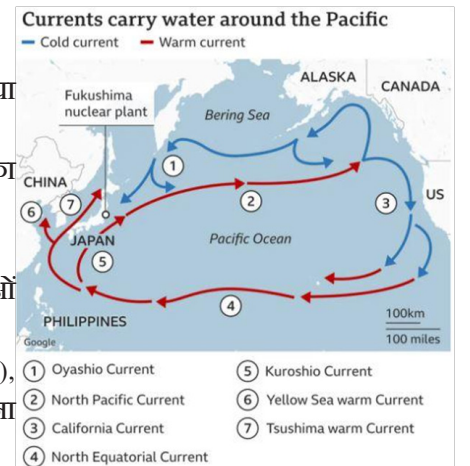 Currents carry water around the Pacific
Cold current
Warm current
ALASKA
CANADA
Fukushima
nuclear plant
Bering Sea
1
2
3
CHINA
7
6
US
JAPAN
5
Pacific Ocean
4
PHILIPPINES
100km
100 miles
Google
1 Oyashio Current
2 North Pacific Current
3 California Current
4 North Equatorial Current
5 Kuroshio Current
6 Yellow Sea warm Current
7 Tsushima warm Current